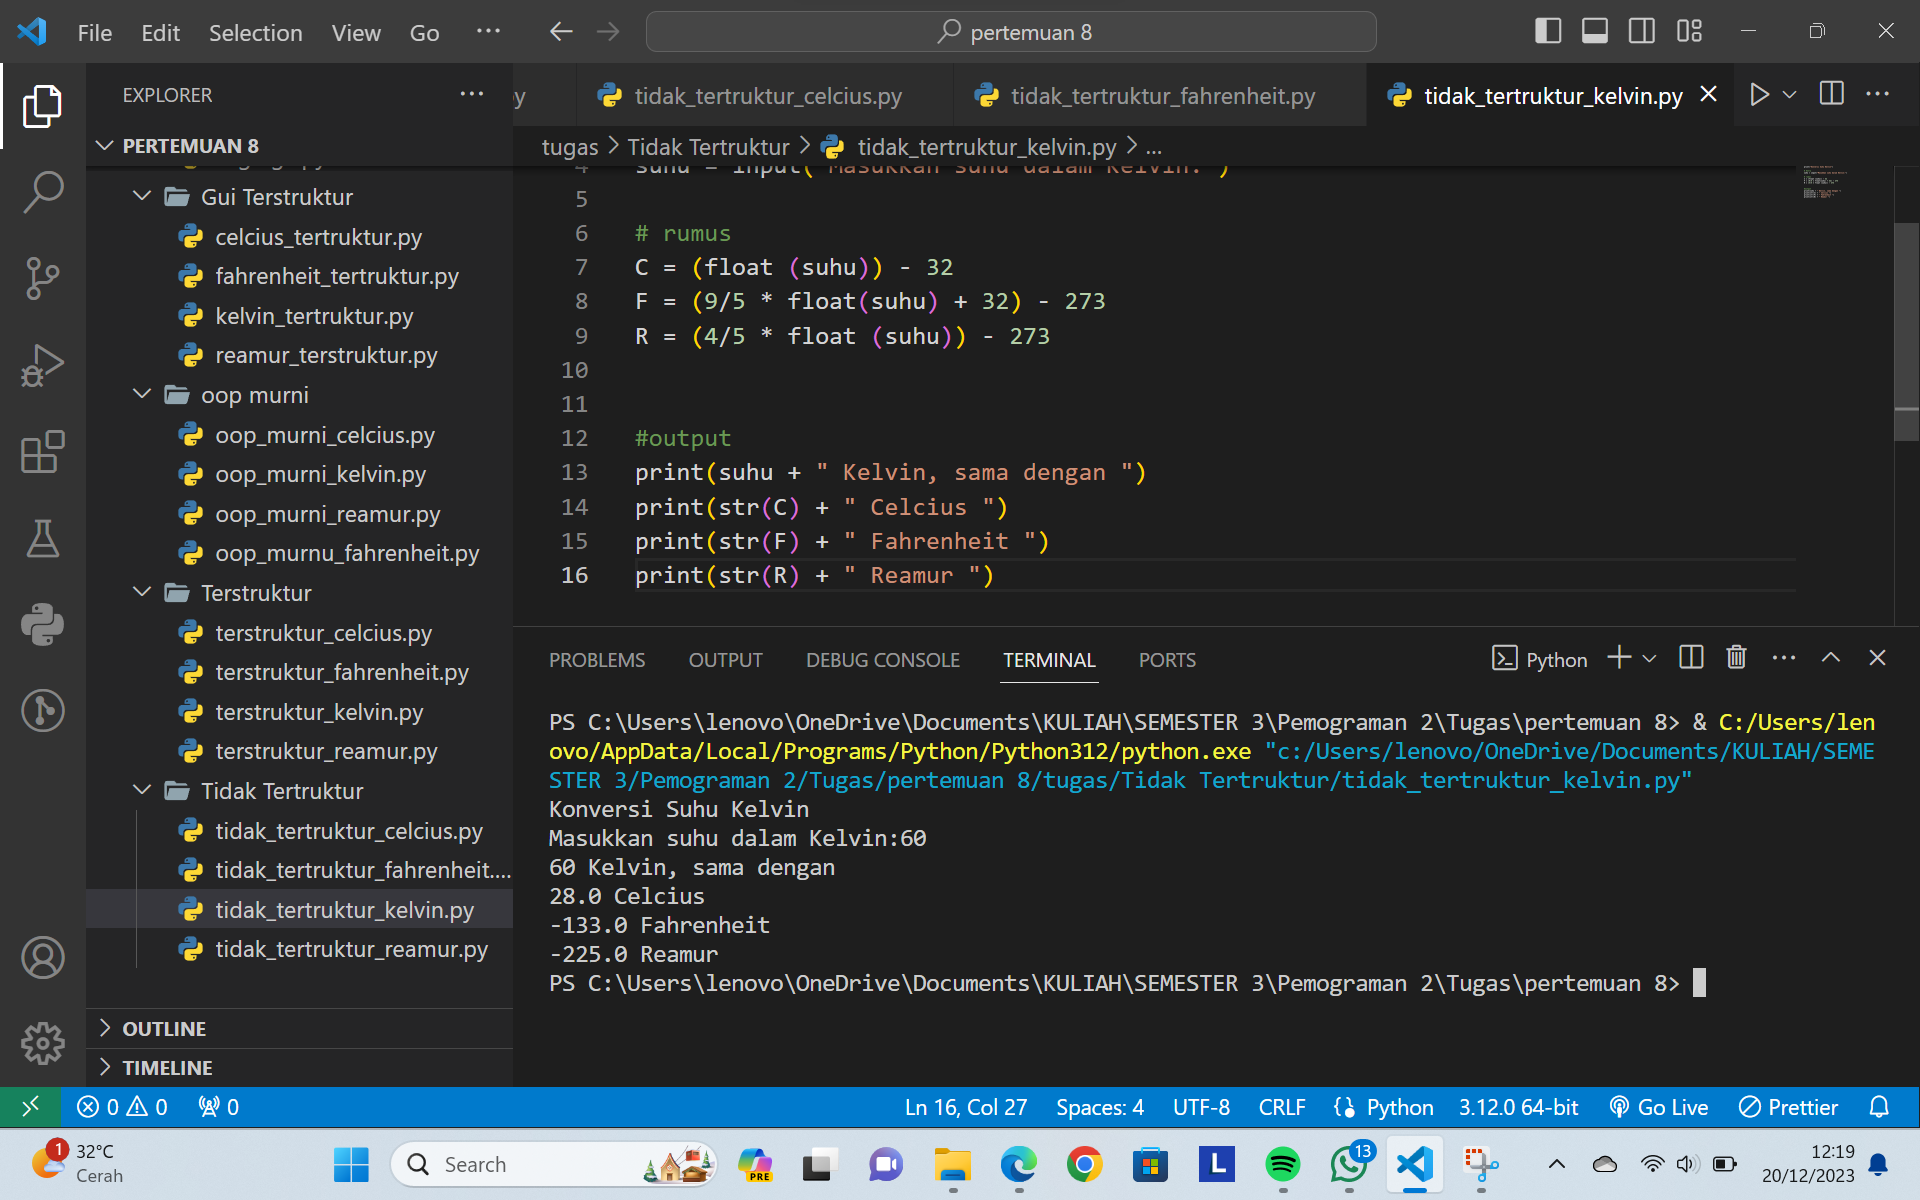 File Edit Selection View Go ··· pertemuan 8
EXPLORER
y tidak_tertruktur_celcius.py tidak_tertruktur_fahrenheit.py tidak_tertruktur_kelvin.py
PERTEMUAN 8
tugas > Tidak Tertruktur > tidak_tertruktur_kelvin.py > ...
Gui Terstruktur
celcius_tertruktur.py
fahrenheit_tertruktur.py
kelvin_tertruktur.py
reamur_terstruktur.py
oop murni
oop_murni_celcius.py
oop_murni_kelvin.py
oop_murni_reamur.py
oop_murnu_fahrenheit.py
Terstruktur
terstruktur_celcius.py
terstruktur_fahrenheit.py
terstruktur_kelvin.py
terstruktur_reamur.py
Tidak Tertruktur
tidak_tertruktur_celcius.py
tidak_tertruktur_fahrenheit....
tidak_tertruktur_kelvin.py
tidak_tertruktur_reamur.py
OUTLINE
TIMELINE
4 suhu = input("Masukkan suhu dalam Kelvin:")
5
6 # rumus
7 C = (float (suhu)) - 32
8 F = (9/5 * float(suhu) + 32) - 273
9 R = (4/5 * float (suhu)) - 273
10
11
12 #output
13 print(suhu + " Kelvin, sama dengan ")
14 print(str(C) + " Celcius ")
15 print(str(F) + " Fahrenheit ")
16 print(str(R) + " Reamur ")
PROBLEMS OUTPUT DEBUG CONSOLE TERMINAL PORTS Python
PS C:\Users\lenovo\OneDrive\Documents\KULIAH\SEMESTER 3\Pemograman 2\Tugas\pertemuan 8> & C:/Users/len
ovo/AppData/Local/Programs/Python/Python312/python.exe "c:/Users/lenovo/OneDrive/Documents/KULIAH/SEME
STER 3/Pemograman 2/Tugas/pertemuan 8/tugas/Tidak Tertruktur/tidak_tertruktur_kelvin.py"
Konversi Suhu Kelvin
Masukkan suhu dalam Kelvin:60
60 Kelvin, sama dengan
28.0 Celcius
-133.0 Fahrenheit
-225.0 Reamur
PS C:\Users\lenovo\OneDrive\Documents\KULIAH\SEMESTER 3\Pemograman 2\Tugas\pertemuan 8>
0 0 0 Ln 16, Col 27 Spaces: 4 UTF-8 CRLF Python 3.12.0 64-bit Go Live Prettier
1 32°C
Cerah
Search
PRE
L
13
12:19
20/12/2023